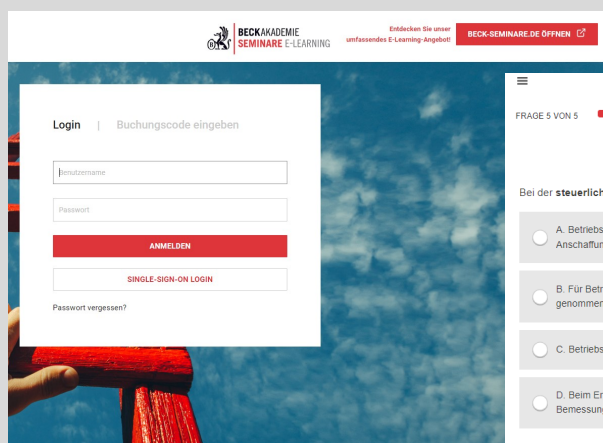 BECKAKADEMIE
SEMINARE E-LEARNING
Entdecken Sie unser
umfassendes E-Learning-Angebot!
BECK-SEMINARE.DE ÖFFNEN
Login | Buchungscode eingeben
Benutzername
Passwort
ANMELDEN
SINGLE-SIGN-ON LOGIN
Passwort vergessen?
FRAGE 5 VON 5
Bei der steuerlich
A. Betriebs
Anschaffun
B. Für Betr
genommen
C. Betriebs
D. Beim Er
Bemessun